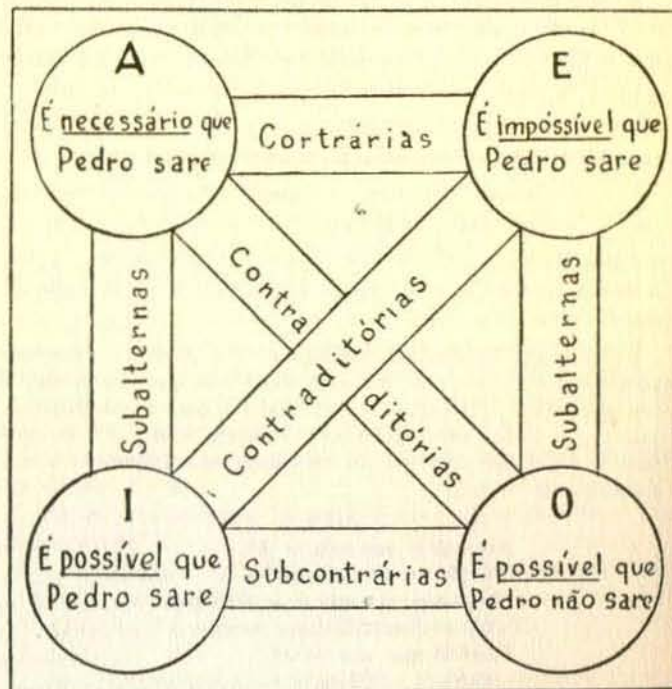 A
É necessário que
Pedro sare
E
É impóssível que
Pedro sare
Cortrárias
Subalternas
Contra
ditórias
Contraditórias
Subalternas
I
É possível que
Pedro sare
Subcontrárias
O
É possível que
Pedro não sare